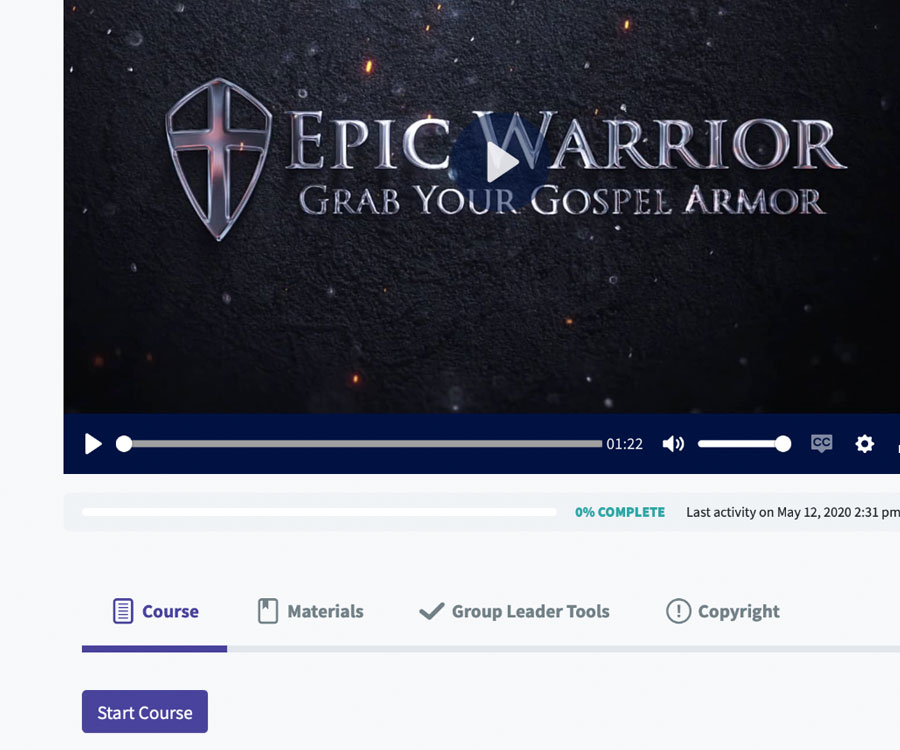 EPIC WARRIOR
GRAB YOUR GOSPEL ARMOR
01:22 CC
0% COMPLETE Last activity on May 12, 2020 2:31 pm
Course Materials Group Leader Tools Copyright
Start Course